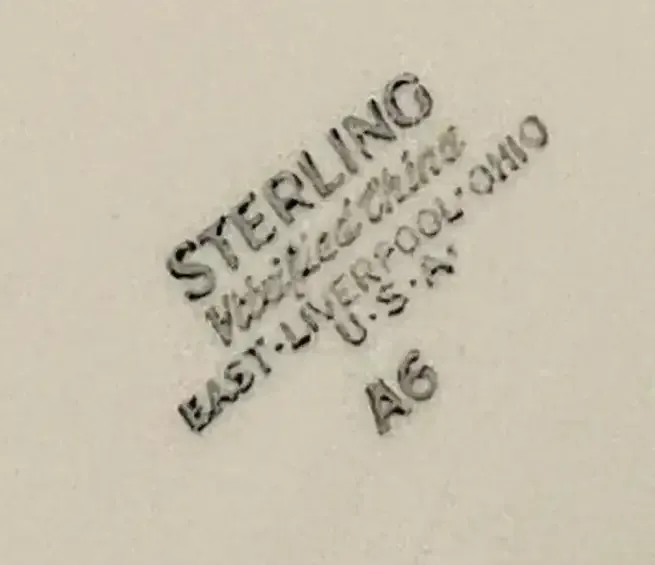 STERLING
Vitrified China
EAST-LIVERPOOL·OHIO
U·S·A·
A6